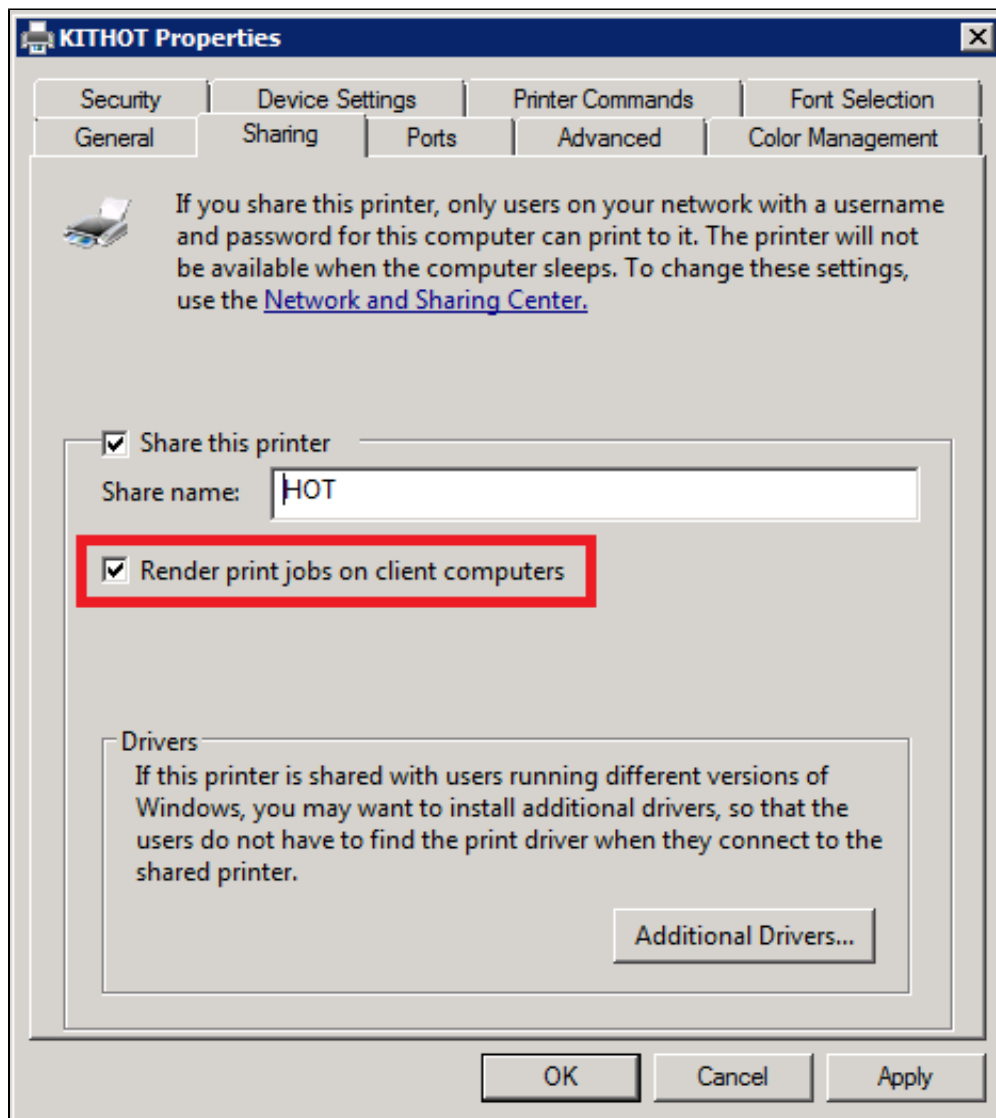 KITHOT Properties
Security Device Settings Printer Commands Font Selection
General Sharing Ports Advanced Color Management
If you share this printer, only users on your network with a username
and password for this computer can print to it. The printer will not
be available when the computer sleeps. To change these settings,
use the Network and Sharing Center.
Share this printer
Share name: HOT
Render print jobs on client computers
Drivers
If this printer is shared with users running different versions of
Windows, you may want to install additional drivers, so that the
users do not have to find the print driver when they connect to the
shared printer.
Additional Drivers...
OK Cancel Apply